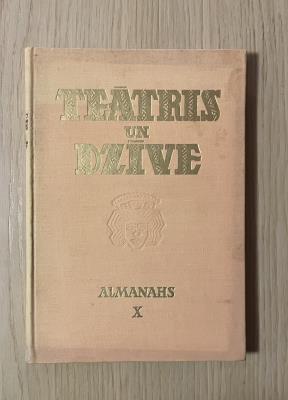 TEĀTRIS
UN
DZĪVE
ALMANAHS
X